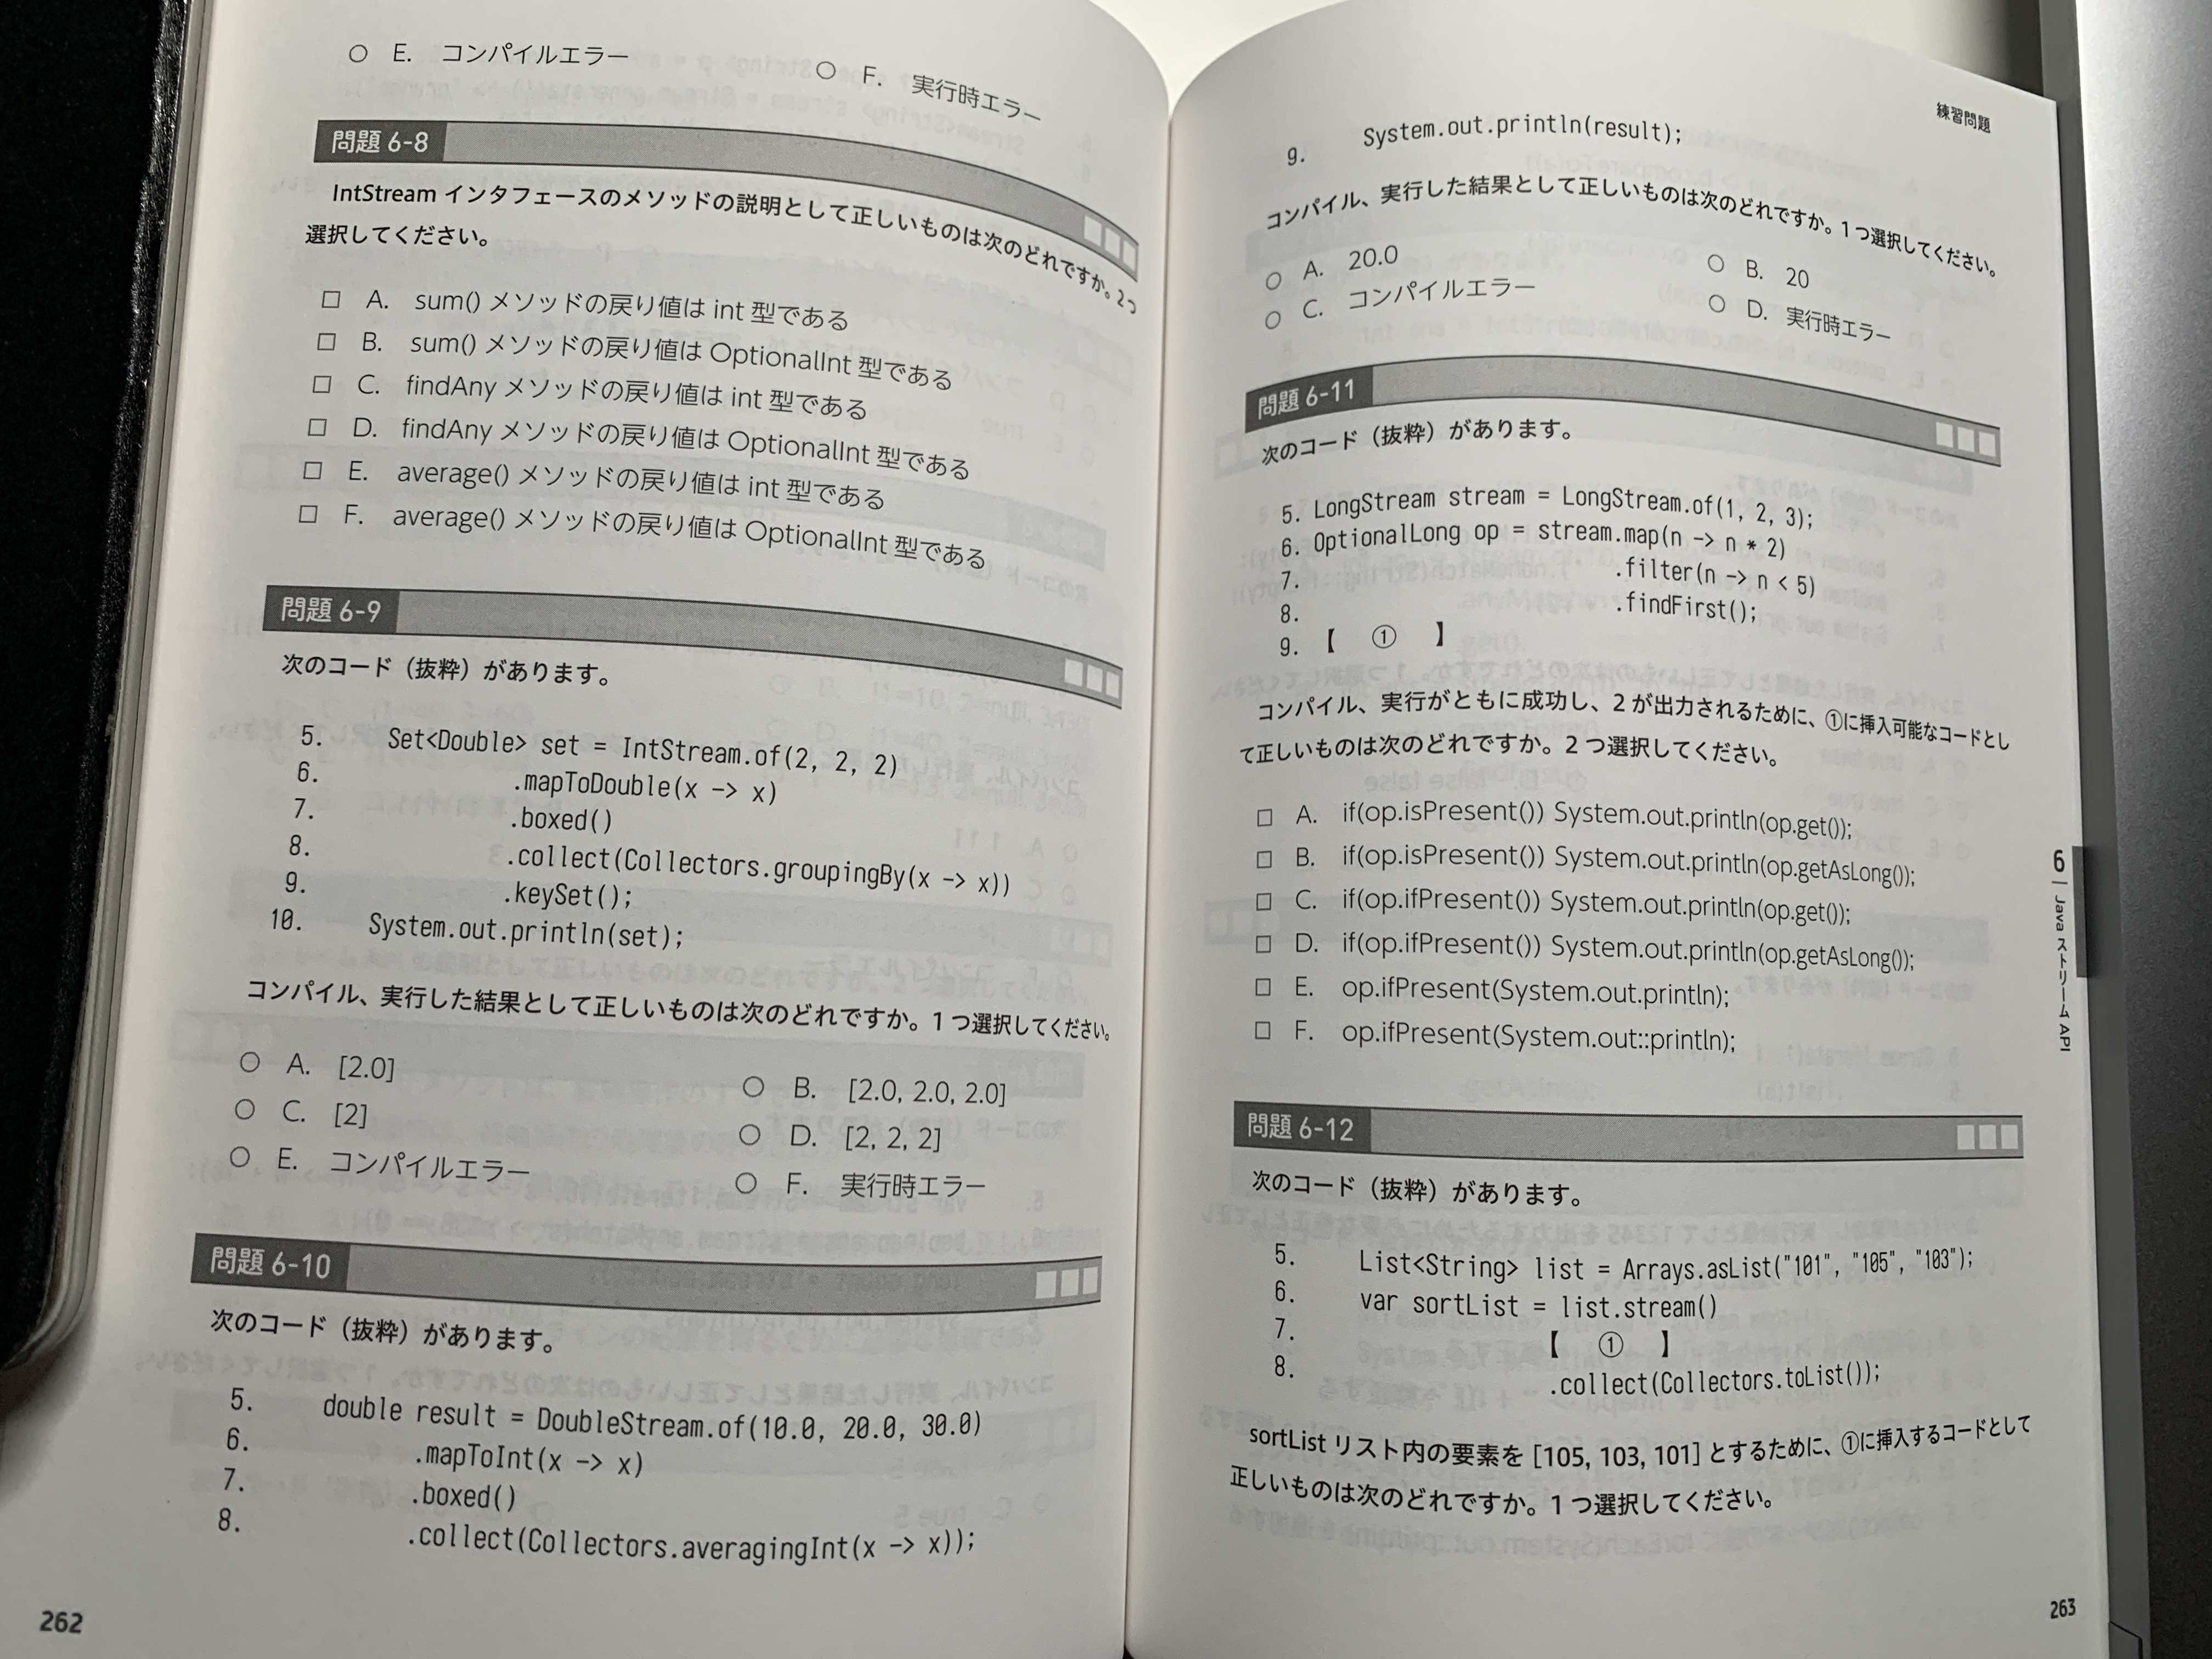 ○ E. コンパイルエラー
○ F. 実行時エラー
問題 6-8
IntStream インタフェースのメソッドの説明として正しいものは次のどれですか。2つ
選択してください。
□ A. sum() メソッドの戻り値は int 型である
□ B. sum() メソッドの戻り値は OptionalInt 型である
□ C. findAny メソッドの戻り値は int 型である
□ D. findAny メソッドの戻り値は OptionalInt 型である
□ E. average() メソッドの戻り値は int 型である
□ F. average() メソッドの戻り値は OptionalInt 型である
問題 6-9
次のコード（抜粋）があります。
5. Set<Double> set = IntStream.of(2, 2, 2)
6. .mapToDouble(x -> x)
7. .boxed()
8. .collect(Collectors.groupingBy(x -> x))
9. .keySet();
10. System.out.println(set);
コンパイル、実行した結果として正しいものは次のどれですか。1つ選択してください。
○ A. [2.0]
○ B. [2.0, 2.0, 2.0]
○ C. [2]
○ D. [2, 2, 2]
○ E. コンパイルエラー
○ F. 実行時エラー
問題 6-10
次のコード（抜粋）があります。
5. double result = DoubleStream.of(10.0, 20.0, 30.0)
6. .mapToInt(x -> x)
7. .boxed()
8. .collect(Collectors.averagingInt(x -> x));
262
練習問題
9. System.out.println(result);
コンパイル、実行した結果として正しいものは次のどれですか。1つ選択してください。
○ A. 20.0
○ B. 20
○ C. コンパイルエラー
○ D. 実行時エラー
問題 6-11
次のコード（抜粋）があります。
5. LongStream stream = LongStream.of(1, 2, 3);
6. OptionalLong op = stream.map(n -> n * 2)
7. .filter(n -> n < 5)
8. .findFirst();
9. 【 ① 】
コンパイル、実行がともに成功し、2が出力されるために、①に挿入可能なコードとし
て正しいものは次のどれですか。2つ選択してください。
□ A. if(op.isPresent()) System.out.println(op.get());
□ B. if(op.isPresent()) System.out.println(op.getAsLong());
□ C. if(op.ifPresent()) System.out.println(op.get());
□ D. if(op.ifPresent()) System.out.println(op.getAsLong());
□ E. op.ifPresent(System.out.println);
□ F. op.ifPresent(System.out::println);
6 Java ストリーム API
問題 6-12
次のコード（抜粋）があります。
5. List<String> list = Arrays.asList("101", "105", "103");
6. var sortList = list.stream()
7. 【 ① 】
8. .collect(Collectors.toList());
sortList リスト内の要素を [105, 103, 101] とするために、①に挿入するコードとして
正しいものは次のどれですか。1つ選択してください。
263